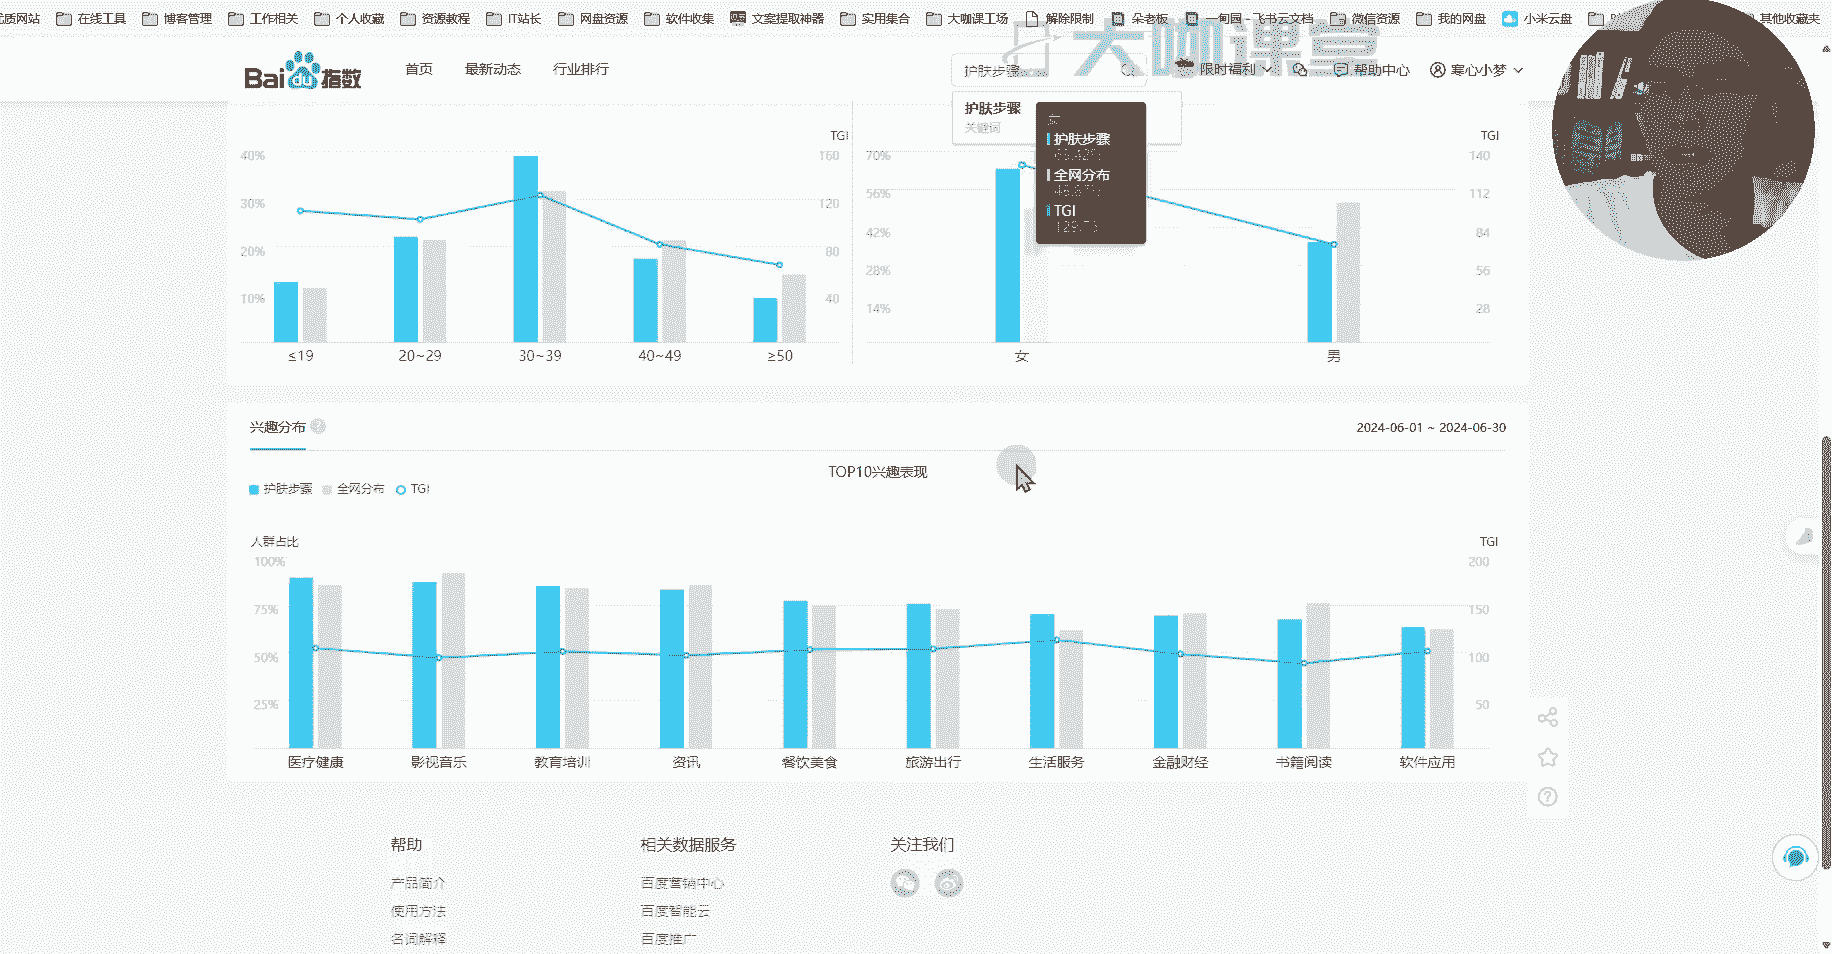 优质网站 在线工具 博客管理 工作相关 个人收藏 资源教程 IT站长 网盘资源 软件收集 文案提取神器 实用集合 大咖课工场 解除限制 朵老板 一甸园 - 飞书云文档 微信资源 我的网盘 小米云盘 其他收藏夹
大咖课堂
Bai 指数 首页 最新动态 行业排行 护肤步骤 限时福利 帮助中心 寒心小梦
护肤步骤
关键词
女
护肤步骤
全网分布
TGI
129.73
TGI
40% 160
30% 120
20% 80
10% 40
≤19 20~29 30~39 40~49 ≥50
TGI
70% 140
56% 112
42% 84
28% 56
14% 28
女 男
兴趣分布 2024-06-01 ~ 2024-06-30
TOP10兴趣表现
护肤步骤 全网分布 TGI
人群占比 TGI
100% 200
75% 150
50% 100
25% 50
医疗健康 影视音乐 教育培训 资讯 餐饮美食 旅游出行 生活服务 金融财经 书籍阅读 软件应用
帮助 相关数据服务 关注我们
产品简介 百度营销中心
使用方法 百度智能云
名词解释 百度推广